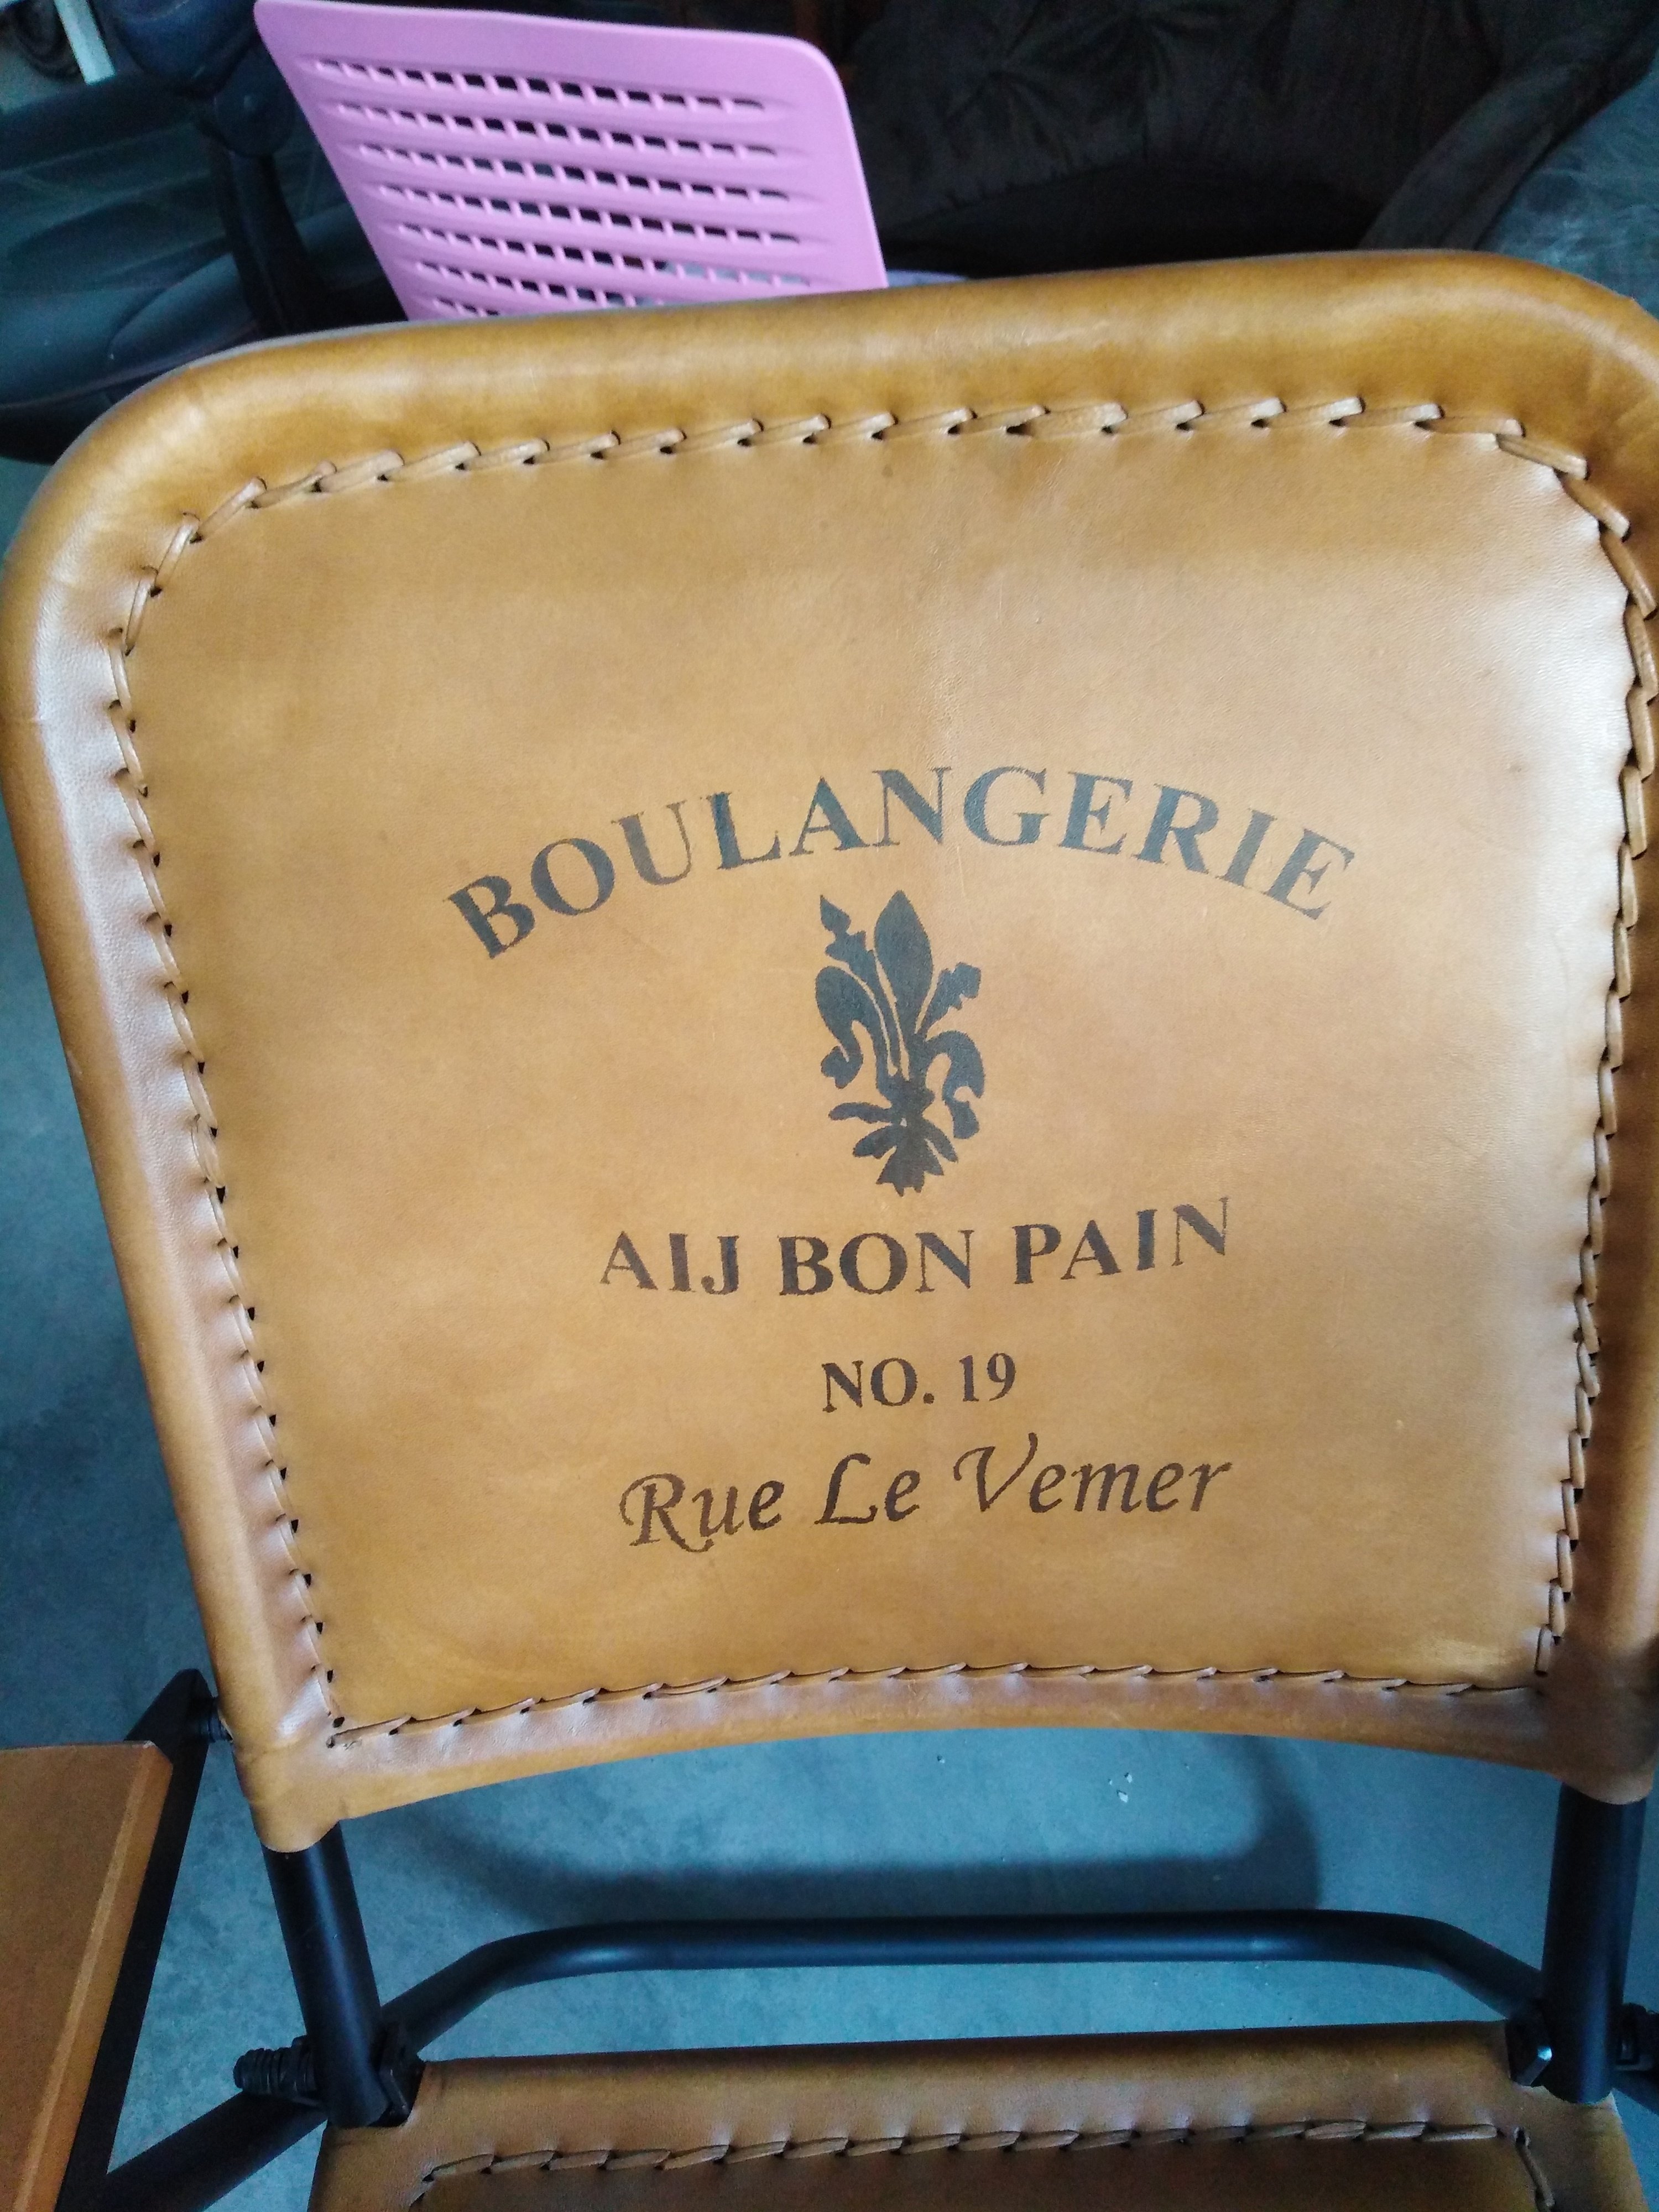 BOULANGERIE
AIJ BON PAIN
NO. 19
Rue Le Vemer